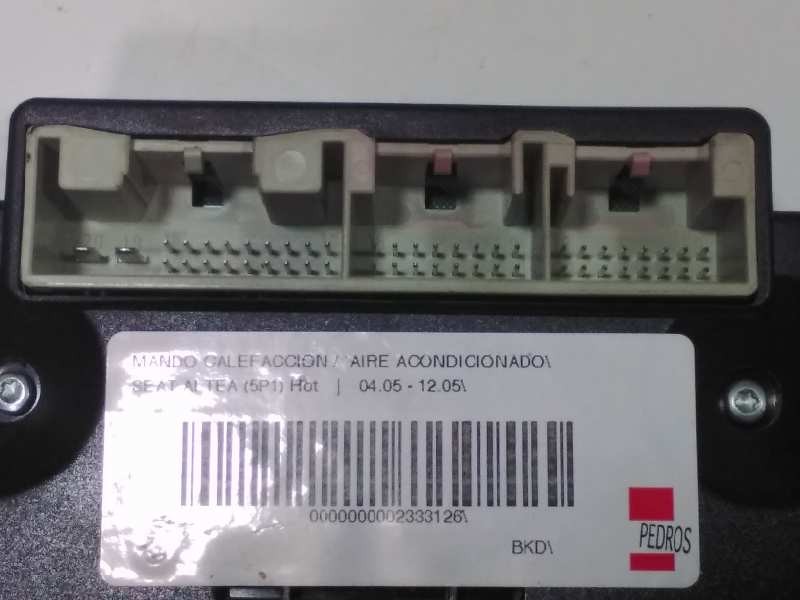 MANDO CALEFACCION / AIRE ACONDICIONADO\
SEAT ALTEA (5P1) Hot | 04.05 - 12.05\
0000000002333126\
BKD\
PEDROS